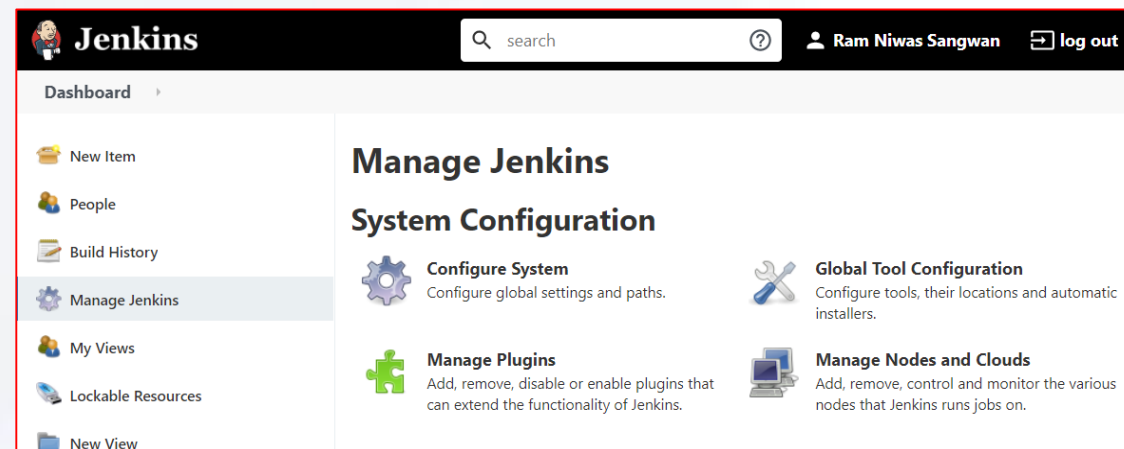 Jenkins
search
Ram Niwas Sangwan
log out
Dashboard
New Item
People
Build History
Manage Jenkins
My Views
Lockable Resources
New View
Manage Jenkins
System Configuration
Configure System
Configure global settings and paths.
Global Tool Configuration
Configure tools, their locations and automatic
installers.
Manage Plugins
Add, remove, disable or enable plugins that
can extend the functionality of Jenkins.
Manage Nodes and Clouds
Add, remove, control and monitor the various
nodes that Jenkins runs jobs on.